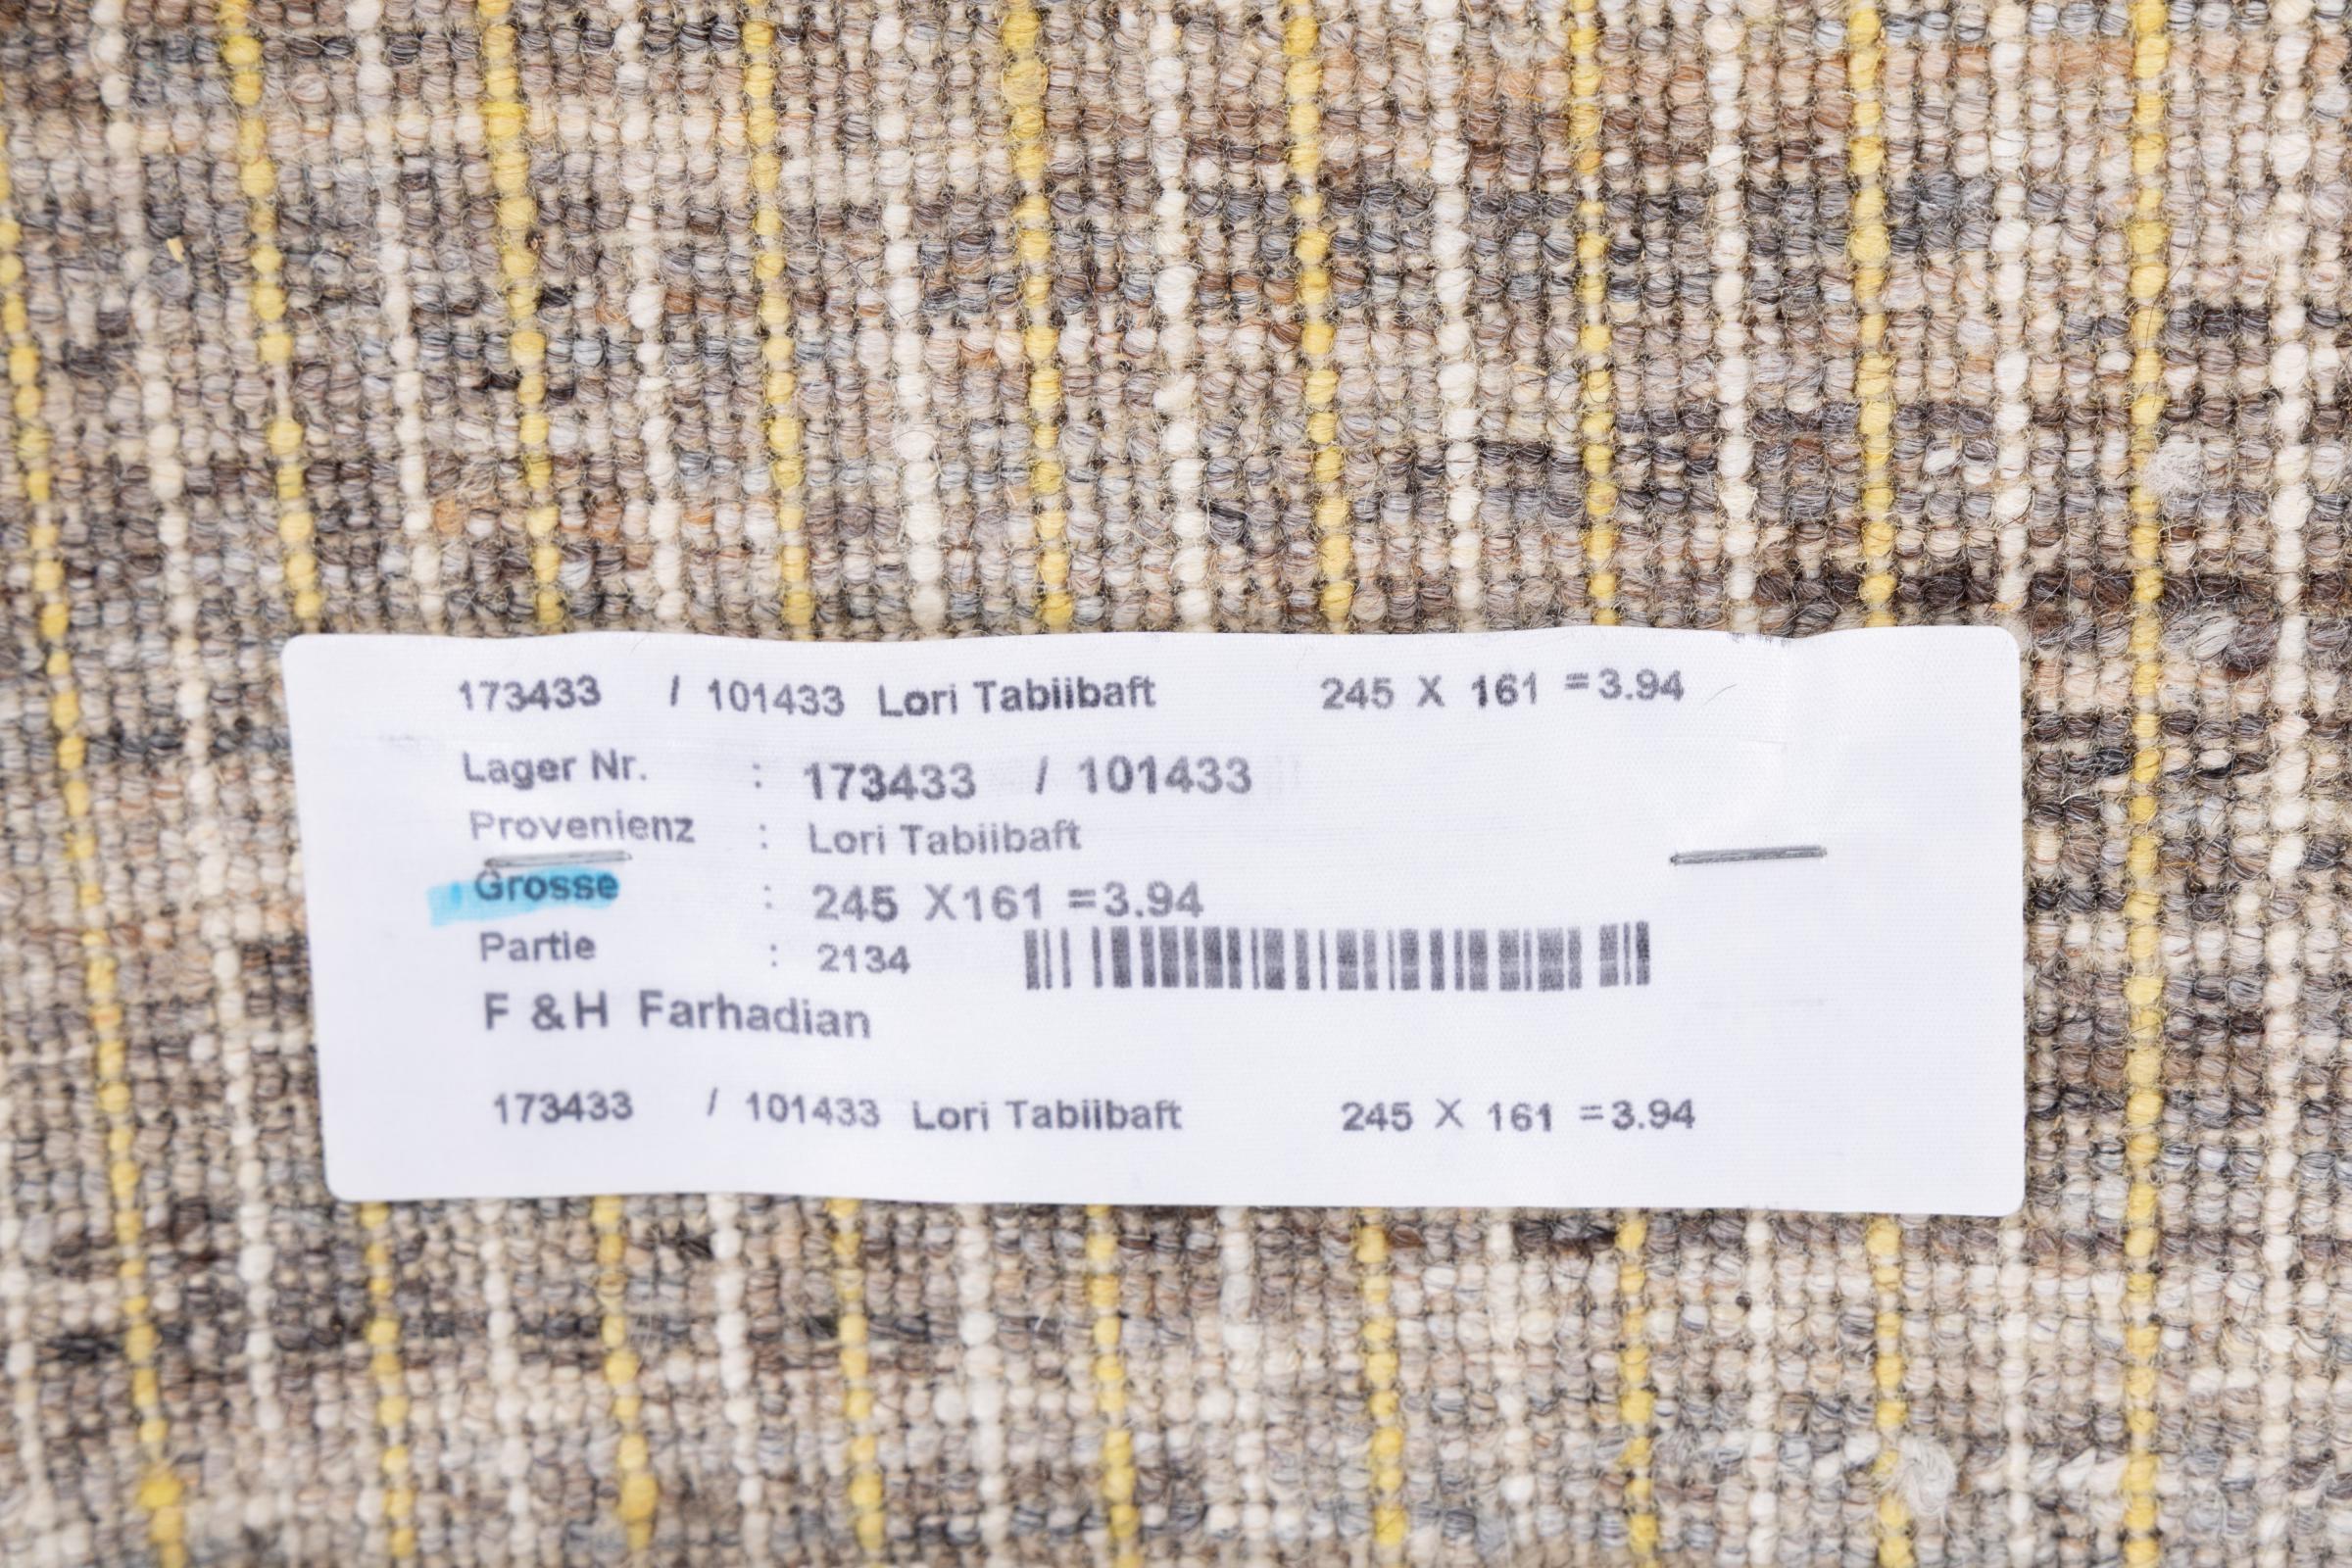 173433 / 101433 Lori Tabiibaft 245 X 161 =3.94
Lager Nr. : 173433 / 101433
Provenienz : Lori Tabiibaft
Grosse : 245 X161 =3.94
Partie : 2134
F &H Farhadian
173433 / 101433 Lori Tabiibaft 245 X 161 =3.94